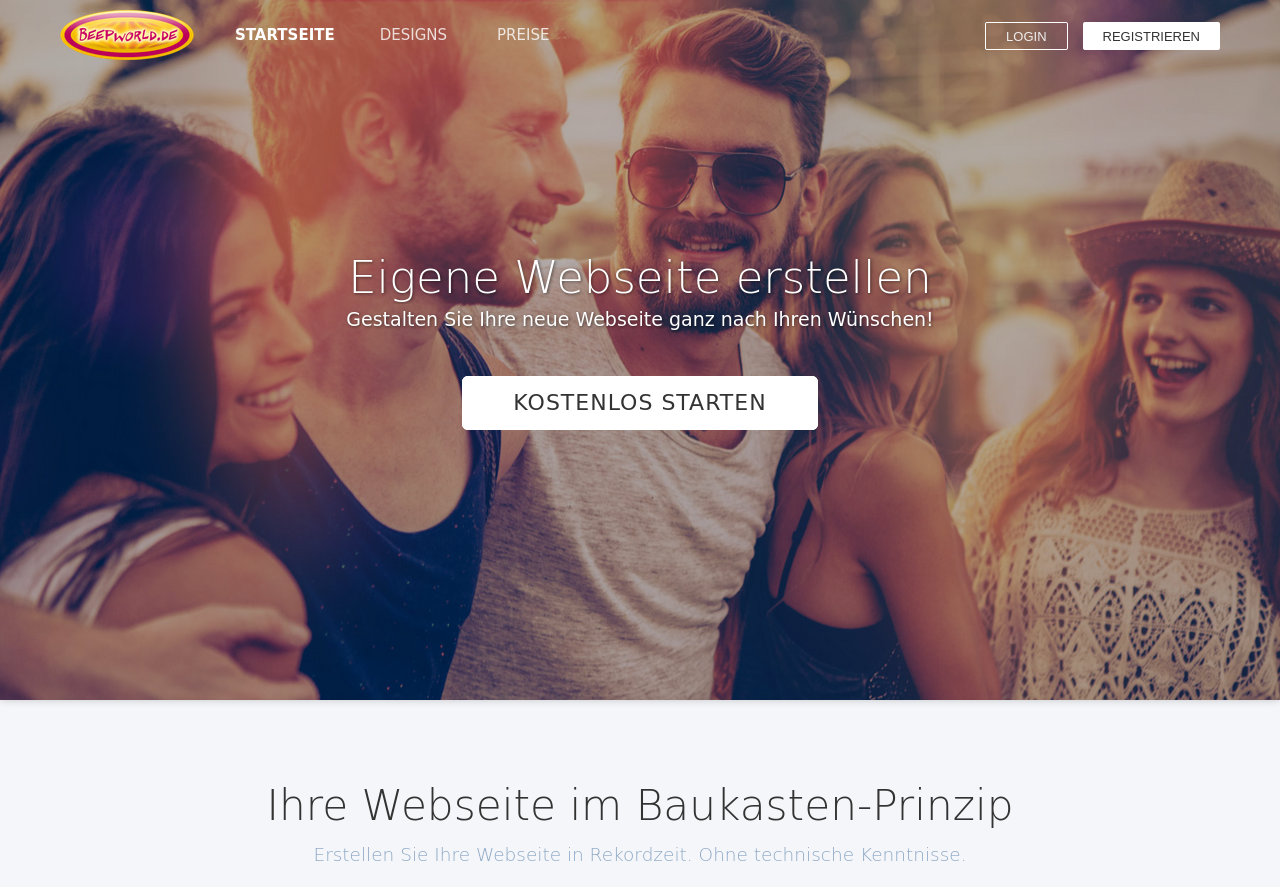 BEEPWORLD.DE
STARTSEITE
DESIGNS
PREISE
LOGIN
REGISTRIEREN
Eigene Webseite erstellen
Gestalten Sie Ihre neue Webseite ganz nach Ihren Wünschen!
KOSTENLOS STARTEN
Ihre Webseite im Baukasten-Prinzip
Erstellen Sie Ihre Webseite in Rekordzeit. Ohne technische Kenntnisse.